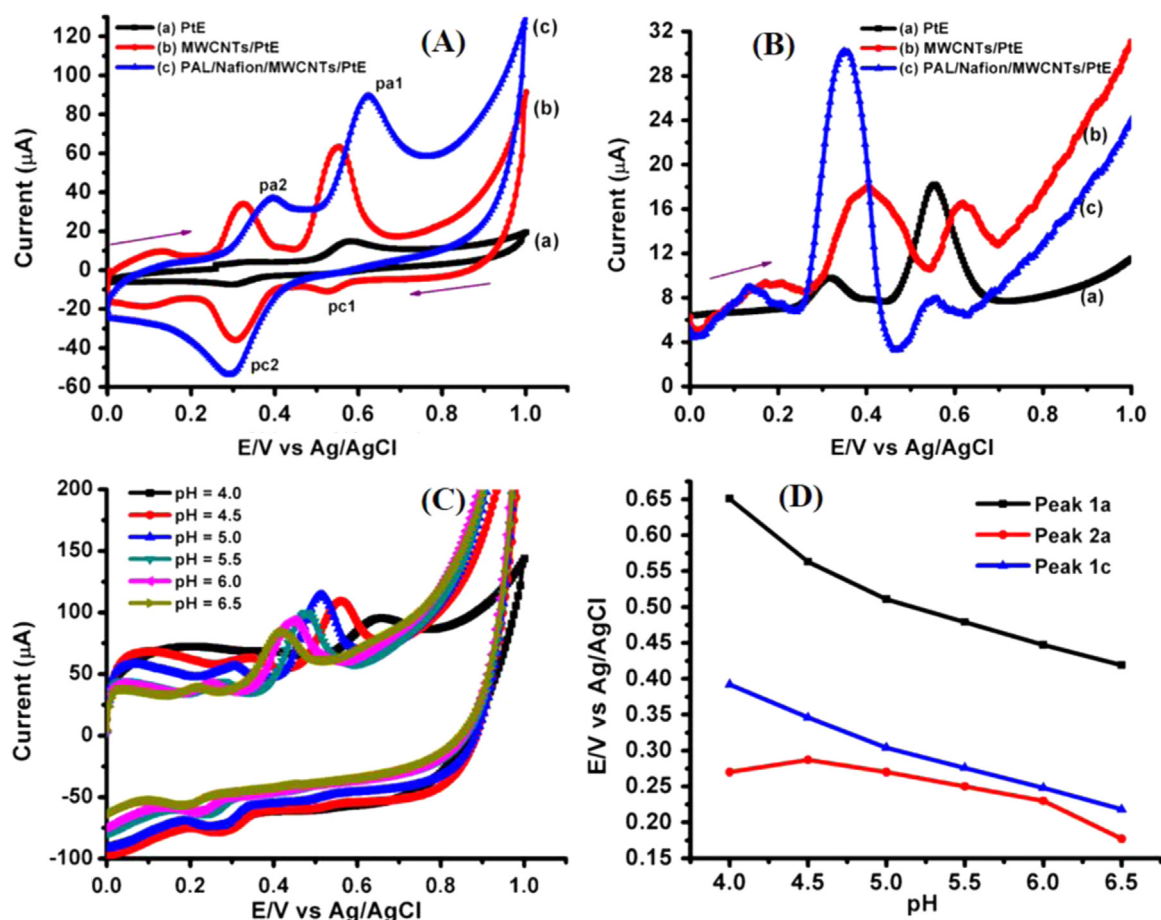 (A)
(a) PtE
(b) MWCNTs/PtE
(c) PAL/Nafion/MWCNTs/PtE
(c)
pa1
(b)
pa2
(a)
pc1
pc2
120
100
80
60
40
20
0
-20
-40
-60
Current (μA)
0.0 0.2 0.4 0.6 0.8 1.0
E/V vs Ag/AgCl
(B)
(a) PtE
(b) MWCNTs/PtE
(c) PAL/Nafion/MWCNTs/PtE
(b)
(c)
(a)
32
28
24
20
16
12
8
4
0
Current (μA)
0.0 0.2 0.4 0.6 0.8 1.0
E/V vs Ag/AgCl
(C)
pH = 4.0
pH = 4.5
pH = 5.0
pH = 5.5
pH = 6.0
pH = 6.5
200
150
100
50
0
-50
-100
Current (μA)
0.0 0.2 0.4 0.6 0.8 1.0
E/V vs Ag/AgCl
(D)
Peak 1a
Peak 2a
Peak 1c
0.65
0.60
0.55
0.50
0.45
0.40
0.35
0.30
0.25
0.20
0.15
E/V vs Ag/AgCl
4.0 4.5 5.0 5.5 6.0 6.5
pH